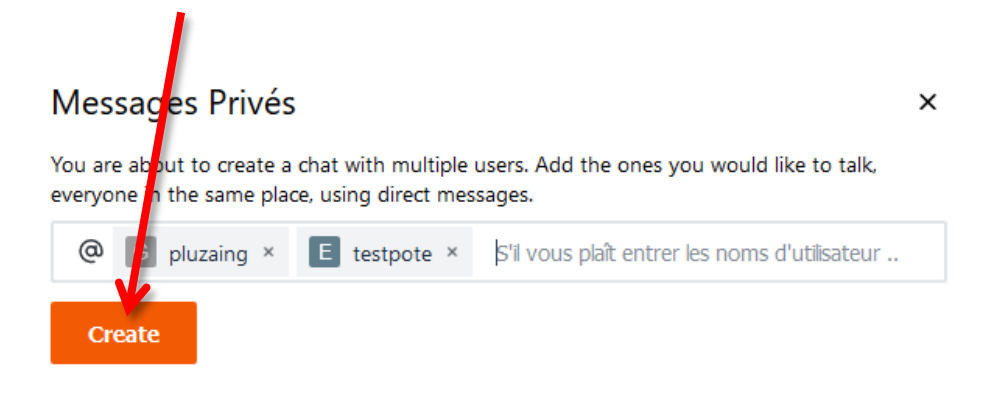 Messages Privés ×
You are about to create a chat with multiple users. Add the ones you would like to talk,
everyone in the same place, using direct messages.
@ G pluzaing × E testpote × S'il vous plaît entrer les noms d'utilisateur ..
Create